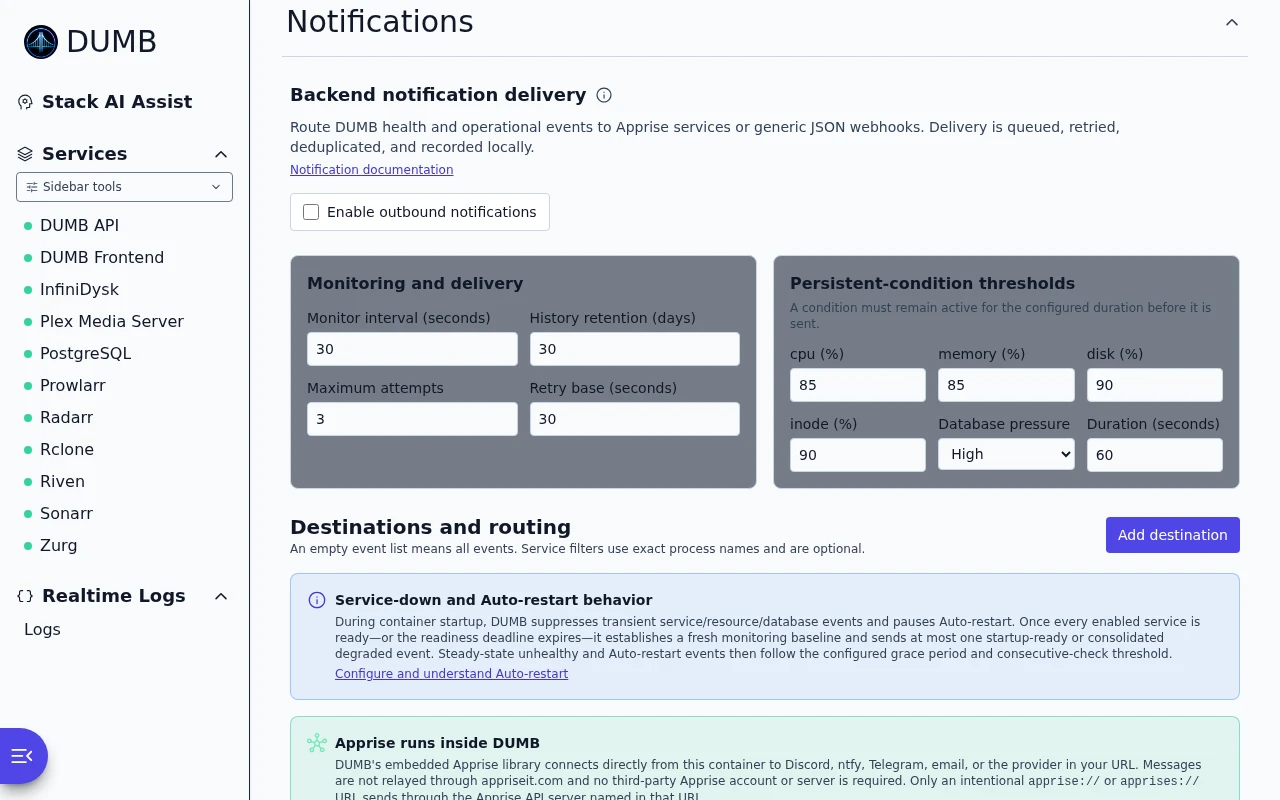 DUMB
Stack AI Assist
Services
Sidebar tools
DUMB API
DUMB Frontend
InfiniDysk
Plex Media Server
PostgreSQL
Prowlarr
Radarr
Rclone
Riven
Sonarr
Zurg
Realtime Logs
Logs
Notifications
Backend notification delivery
Route DUMB health and operational events to Apprise services or generic JSON webhooks. Delivery is queued, retried,
deduplicated, and recorded locally.
Notification documentation
Enable outbound notifications
Monitoring and delivery
Monitor interval (seconds)
30
History retention (days)
30
Maximum attempts
3
Retry base (seconds)
30
Persistent-condition thresholds
A condition must remain active for the configured duration before it is
sent.
cpu (%)
85
memory (%)
85
disk (%)
90
inode (%)
90
Database pressure
High
Duration (seconds)
60
Destinations and routing
An empty event list means all events. Service filters use exact process names and are optional.
Add destination
Service-down and Auto-restart behavior
During container startup, DUMB suppresses transient service/resource/database events and pauses Auto-restart. Once every enabled service is
ready—or the readiness deadline expires—it establishes a fresh monitoring baseline and sends at most one startup-ready or consolidated
degraded event. Steady-state unhealthy and Auto-restart events then follow the configured grace period and consecutive-check threshold.
Configure and understand Auto-restart
Apprise runs inside DUMB
DUMB's embedded Apprise library connects directly from this container to Discord, ntfy, Telegram, email, or the provider in your URL. Messages
are not relayed through appriseit.com and no third-party Apprise account or server is required. Only an intentional apprise:// or apprises://
URL sends through the Apprise API server named in that URL.